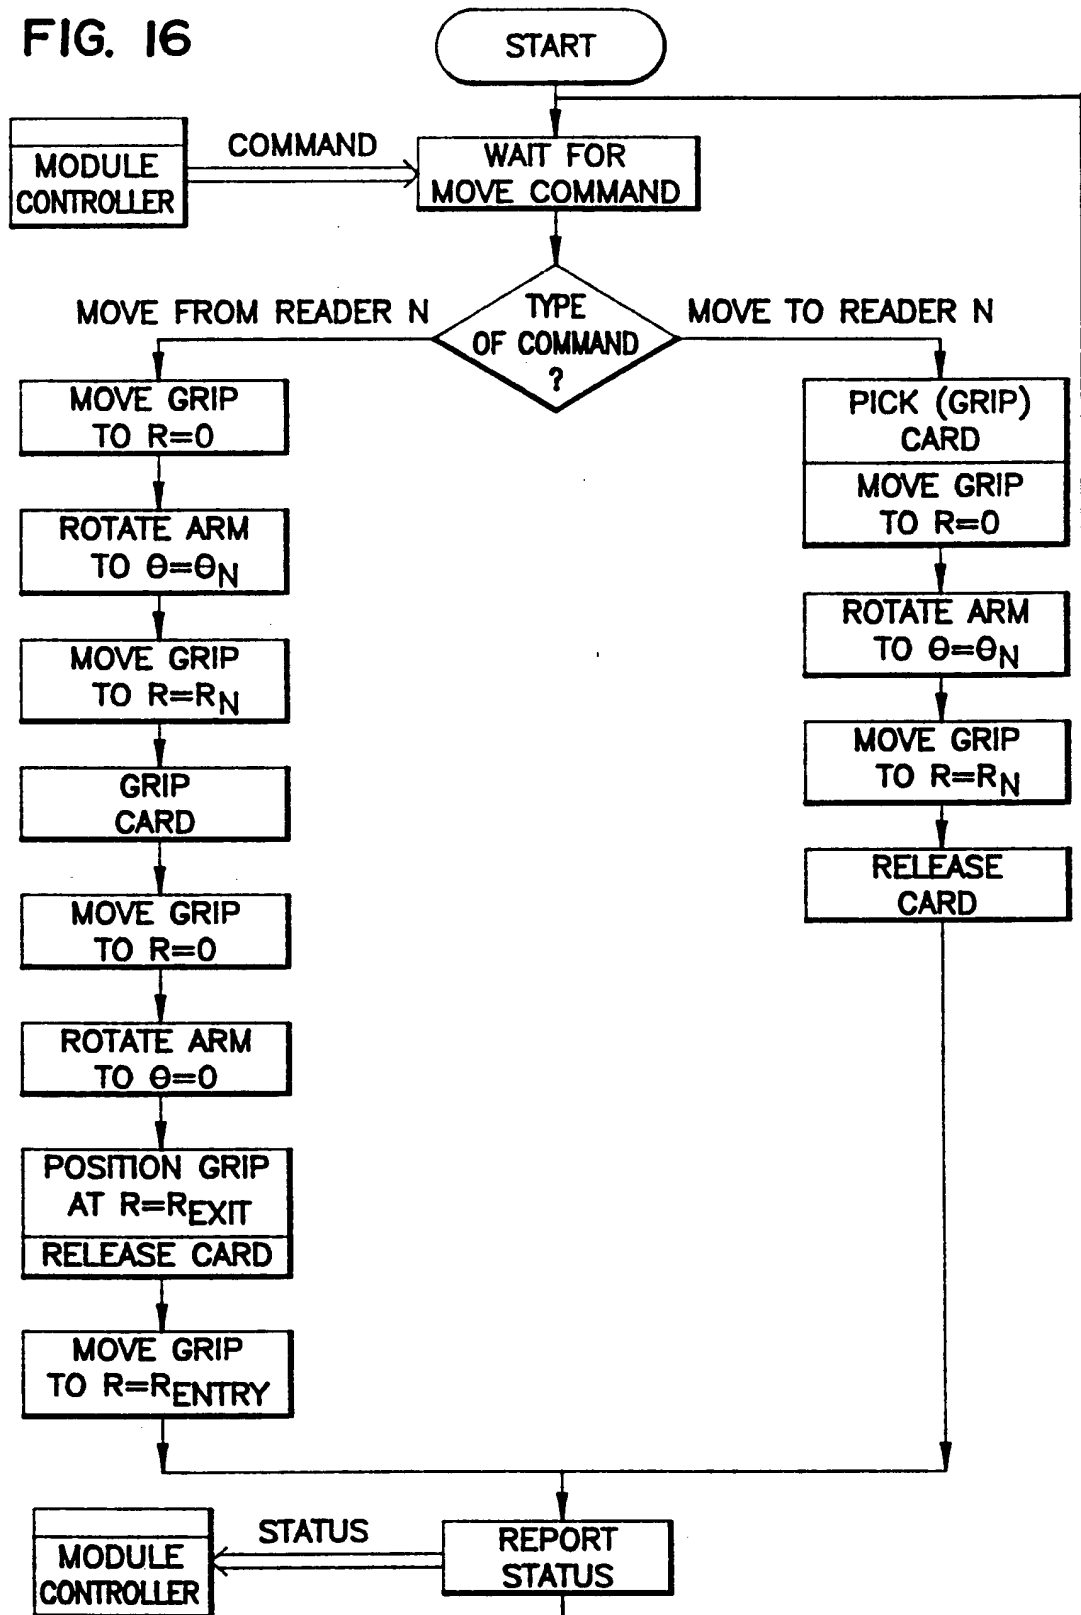 FIG. 16
START
MODULE
CONTROLLER
COMMAND
WAIT FOR
MOVE COMMAND
MOVE FROM READER N
TYPE
OF COMMAND
?
MOVE TO READER N
MOVE GRIP
TO R=0
ROTATE ARM
TO θ=θN
MOVE GRIP
TO R=RN
GRIP
CARD
MOVE GRIP
TO R=0
ROTATE ARM
TO θ=0
POSITION GRIP
AT R=REXIT
RELEASE CARD
MOVE GRIP
TO R=RENTRY
PICK (GRIP)
CARD
MOVE GRIP
TO R=0
ROTATE ARM
TO θ=θN
MOVE GRIP
TO R=RN
RELEASE
CARD
MODULE
CONTROLLER
STATUS
REPORT
STATUS